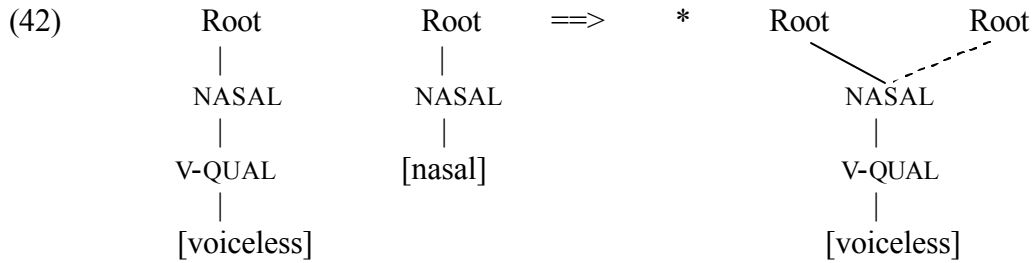 (42) Root Root ==> * Root Root
NASAL NASAL NASAL
V-QUAL [nasal] V-QUAL
[voiceless] [voiceless]